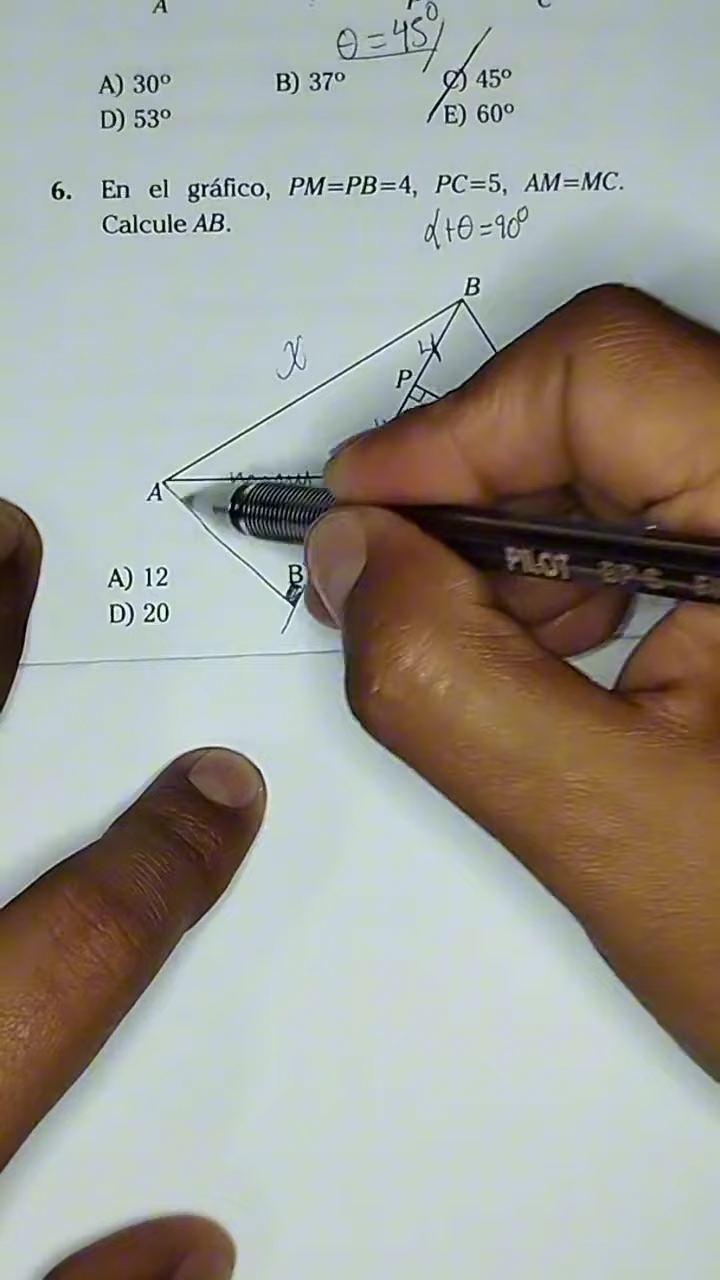 A
θ = 45°
A) 30° B) 37° C) 45°
D) 53° E) 60°
6. En el gráfico, PM=PB=4, PC=5, AM=MC.
Calcule AB.
α+θ=90°
B
x
4
P
A
A) 12 B
D) 20
PILOT